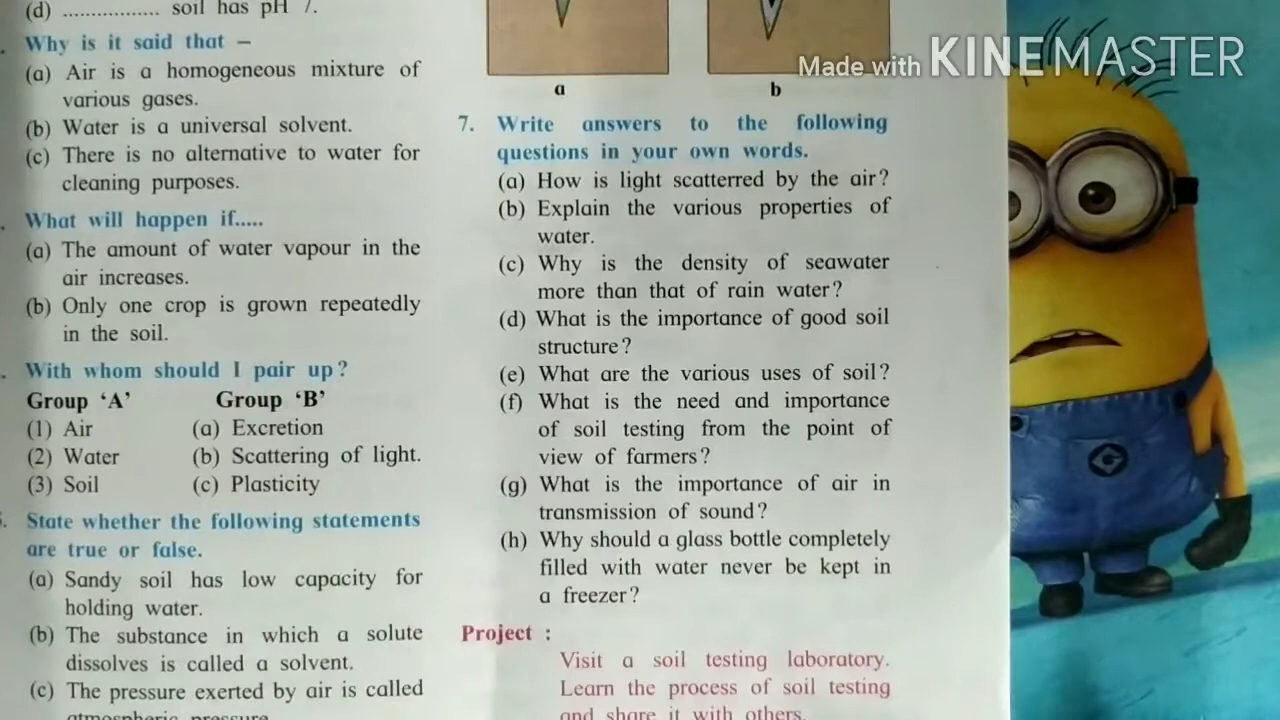 (d) ................ soil has pH 7.
Why is it said that –
(a) Air is a homogeneous mixture of
various gases.
(b) Water is a universal solvent.
(c) There is no alternative to water for
cleaning purposes.
What will happen if.....
(a) The amount of water vapour in the
air increases.
(b) Only one crop is grown repeatedly
in the soil.
With whom should I pair up?
Group ‘A’ Group ‘B’
(1) Air (a) Excretion
(2) Water (b) Scattering of light.
(3) Soil (c) Plasticity
State whether the following statements
are true or false.
(a) Sandy soil has low capacity for
holding water.
(b) The substance in which a solute
dissolves is called a solvent.
(c) The pressure exerted by air is called
atmospheric pressure.
a b
7. Write answers to the following
questions in your own words.
(a) How is light scatterred by the air?
(b) Explain the various properties of
water.
(c) Why is the density of seawater
more than that of rain water?
(d) What is the importance of good soil
structure?
(e) What are the various uses of soil?
(f) What is the need and importance
of soil testing from the point of
view of farmers?
(g) What is the importance of air in
transmission of sound?
(h) Why should a glass bottle completely
filled with water never be kept in
a freezer?
Project :
Visit a soil testing laboratory.
Learn the process of soil testing
and share it with others.
Made with KINEMASTER
G